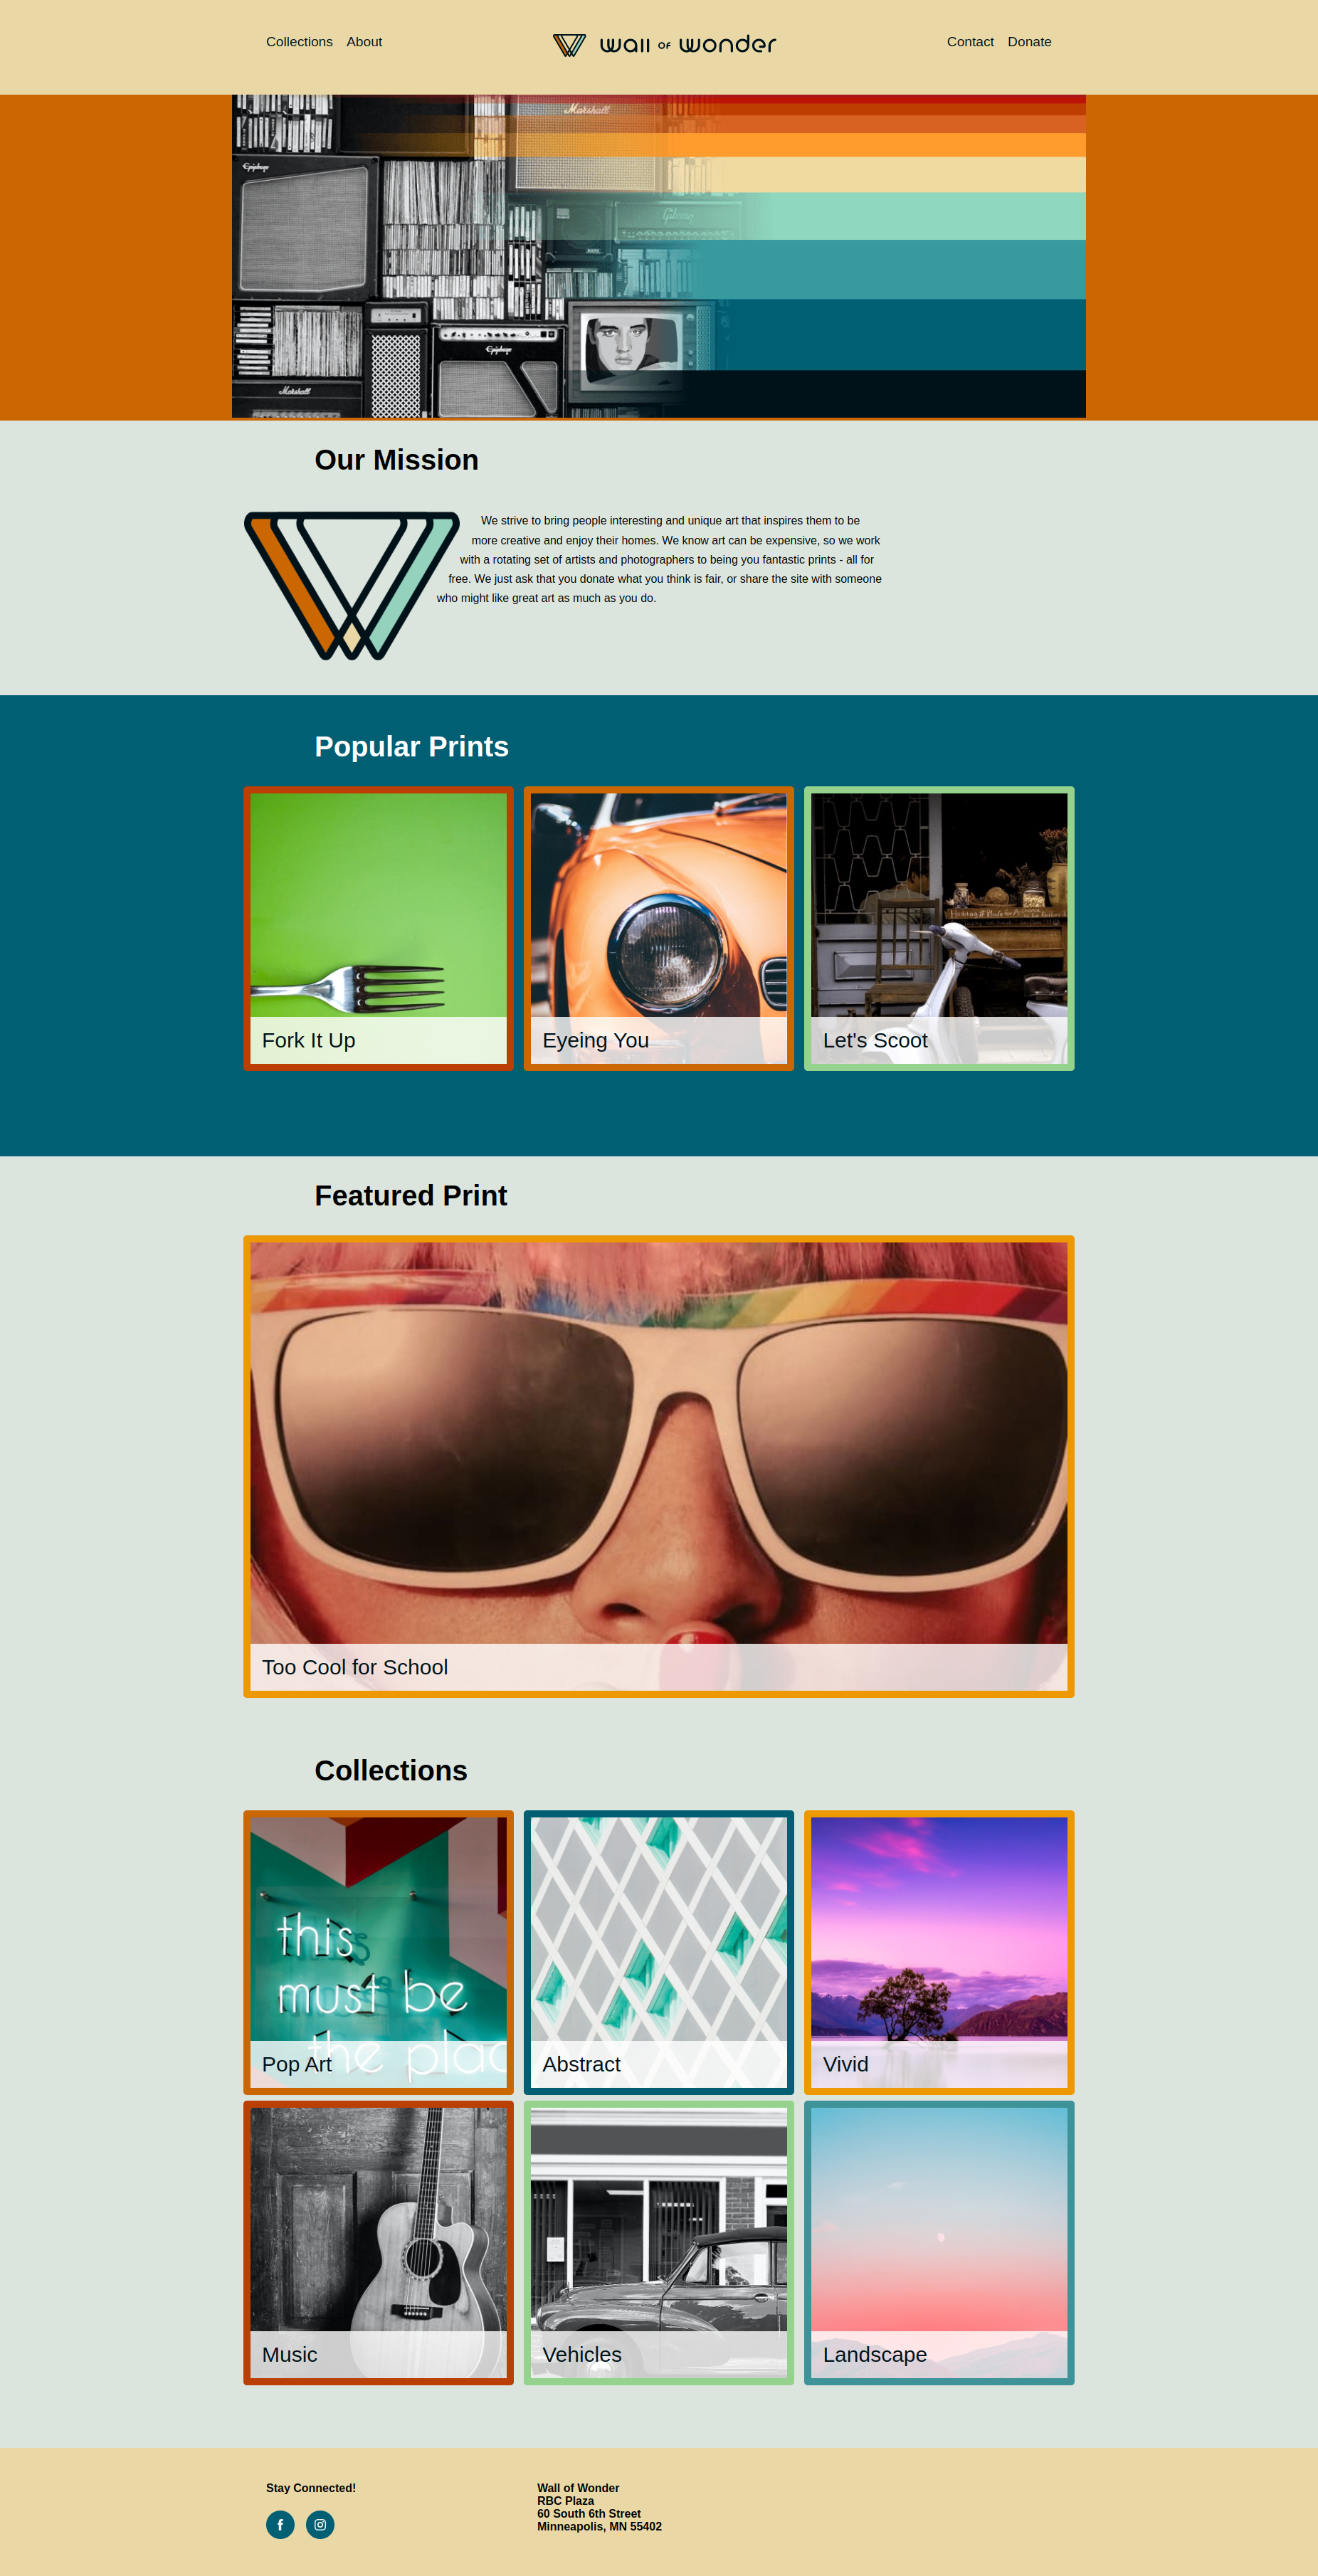 Collections About
wall of wonder
Contact Donate
Marshall
Epiphone
Gibson
Epiphone
Marshall
Our Mission
We strive to bring people interesting and unique art that inspires them to be
more creative and enjoy their homes. We know art can be expensive, so we work
with a rotating set of artists and photographers to being you fantastic prints - all for
free. We just ask that you donate what you think is fair, or share the site with someone
who might like great art as much as you do.
Popular Prints
Fork It Up
Eyeing You
Let's Scoot
Featured Print
Too Cool for School
Collections
this
must be
the plac
Pop Art
Abstract
Vivid
Music
Vehicles
Landscape
Stay Connected!
Wall of Wonder
RBC Plaza
60 South 6th Street
Minneapolis, MN 55402